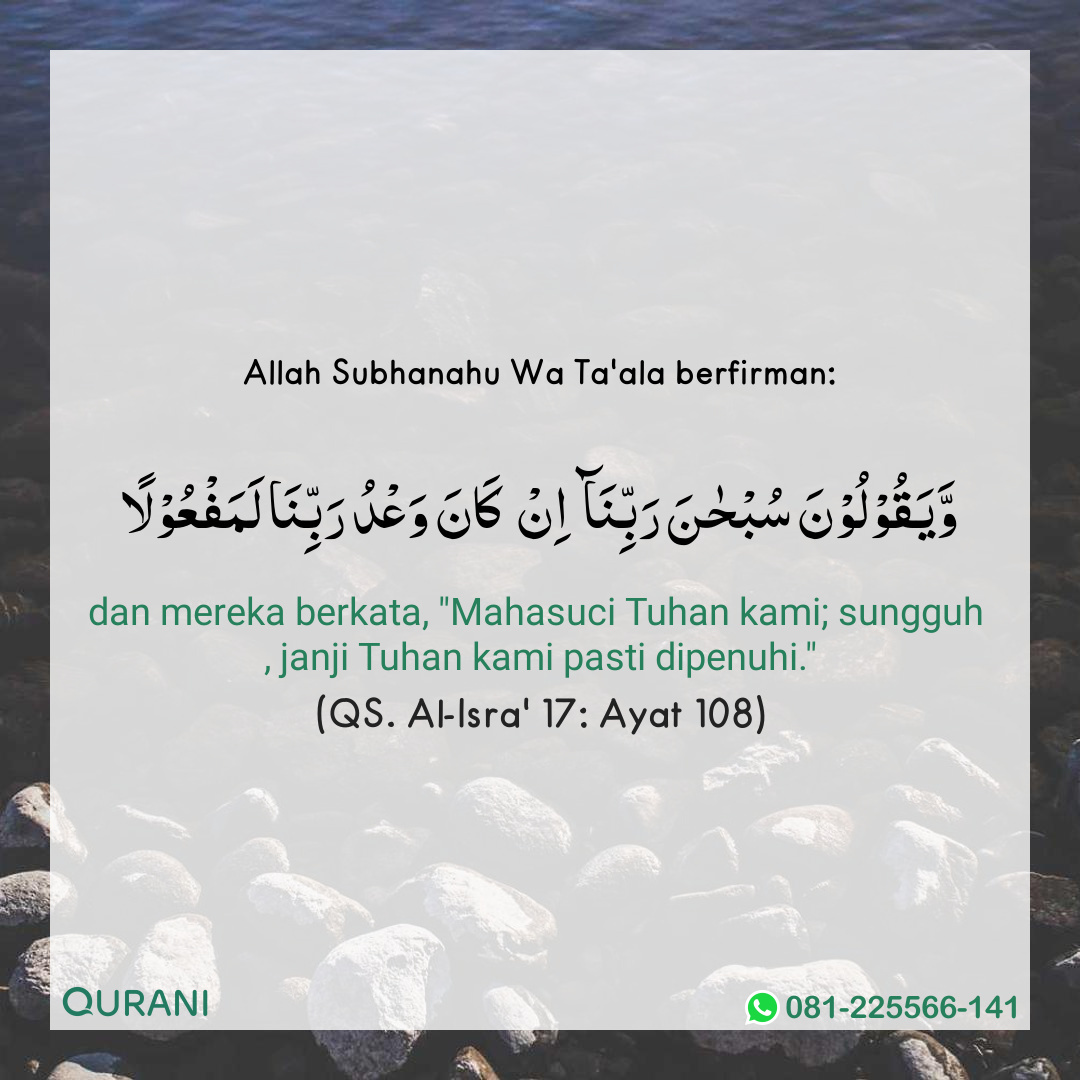 Allah Subhanahu Wa Ta'ala berfirman:
وَّيَـقُوْلُوْنَ سُبْحٰنَ رَبِّنَاۤ اِنْ كَانَ وَعْدُ رَبِّنَا لَمَفْعُوْلًا
dan mereka berkata, "Mahasuci Tuhan kami; sungguh
, janji Tuhan kami pasti dipenuhi."
(QS. Al-Isra' 17: Ayat 108)
QURANI
081-225566-141